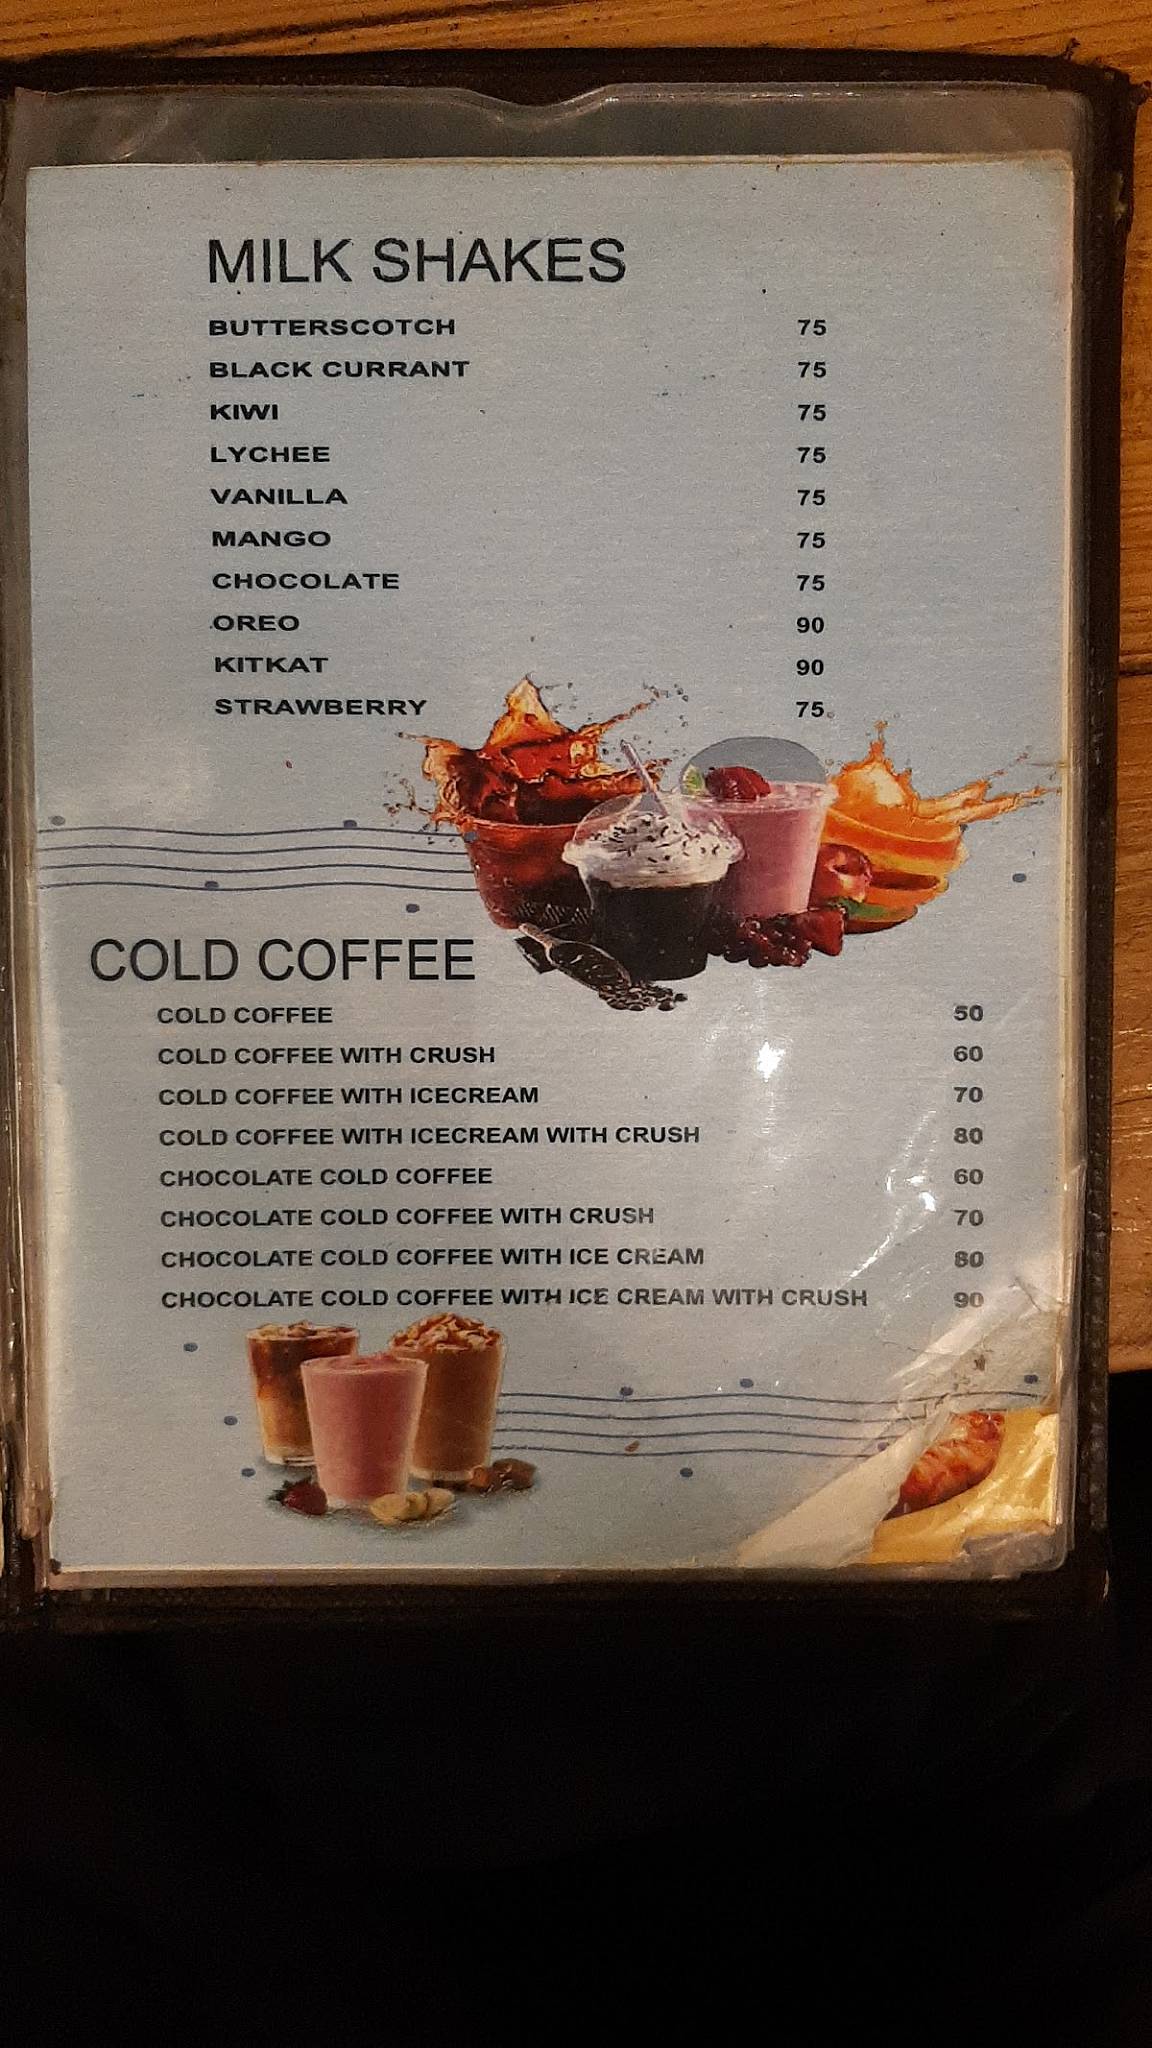 MILK SHAKES
BUTTERSCOTCH 75
BLACK CURRANT 75
KIWI 75
LYCHEE 75
VANILLA 75
MANGO 75
CHOCOLATE 75
OREO 90
KITKAT 90
STRAWBERRY 75
COLD COFFEE
COLD COFFEE 50
COLD COFFEE WITH CRUSH 60
COLD COFFEE WITH ICECREAM 70
COLD COFFEE WITH ICECREAM WITH CRUSH 80
CHOCOLATE COLD COFFEE 60
CHOCOLATE COLD COFFEE WITH CRUSH 70
CHOCOLATE COLD COFFEE WITH ICE CREAM 80
CHOCOLATE COLD COFFEE WITH ICE CREAM WITH CRUSH 90